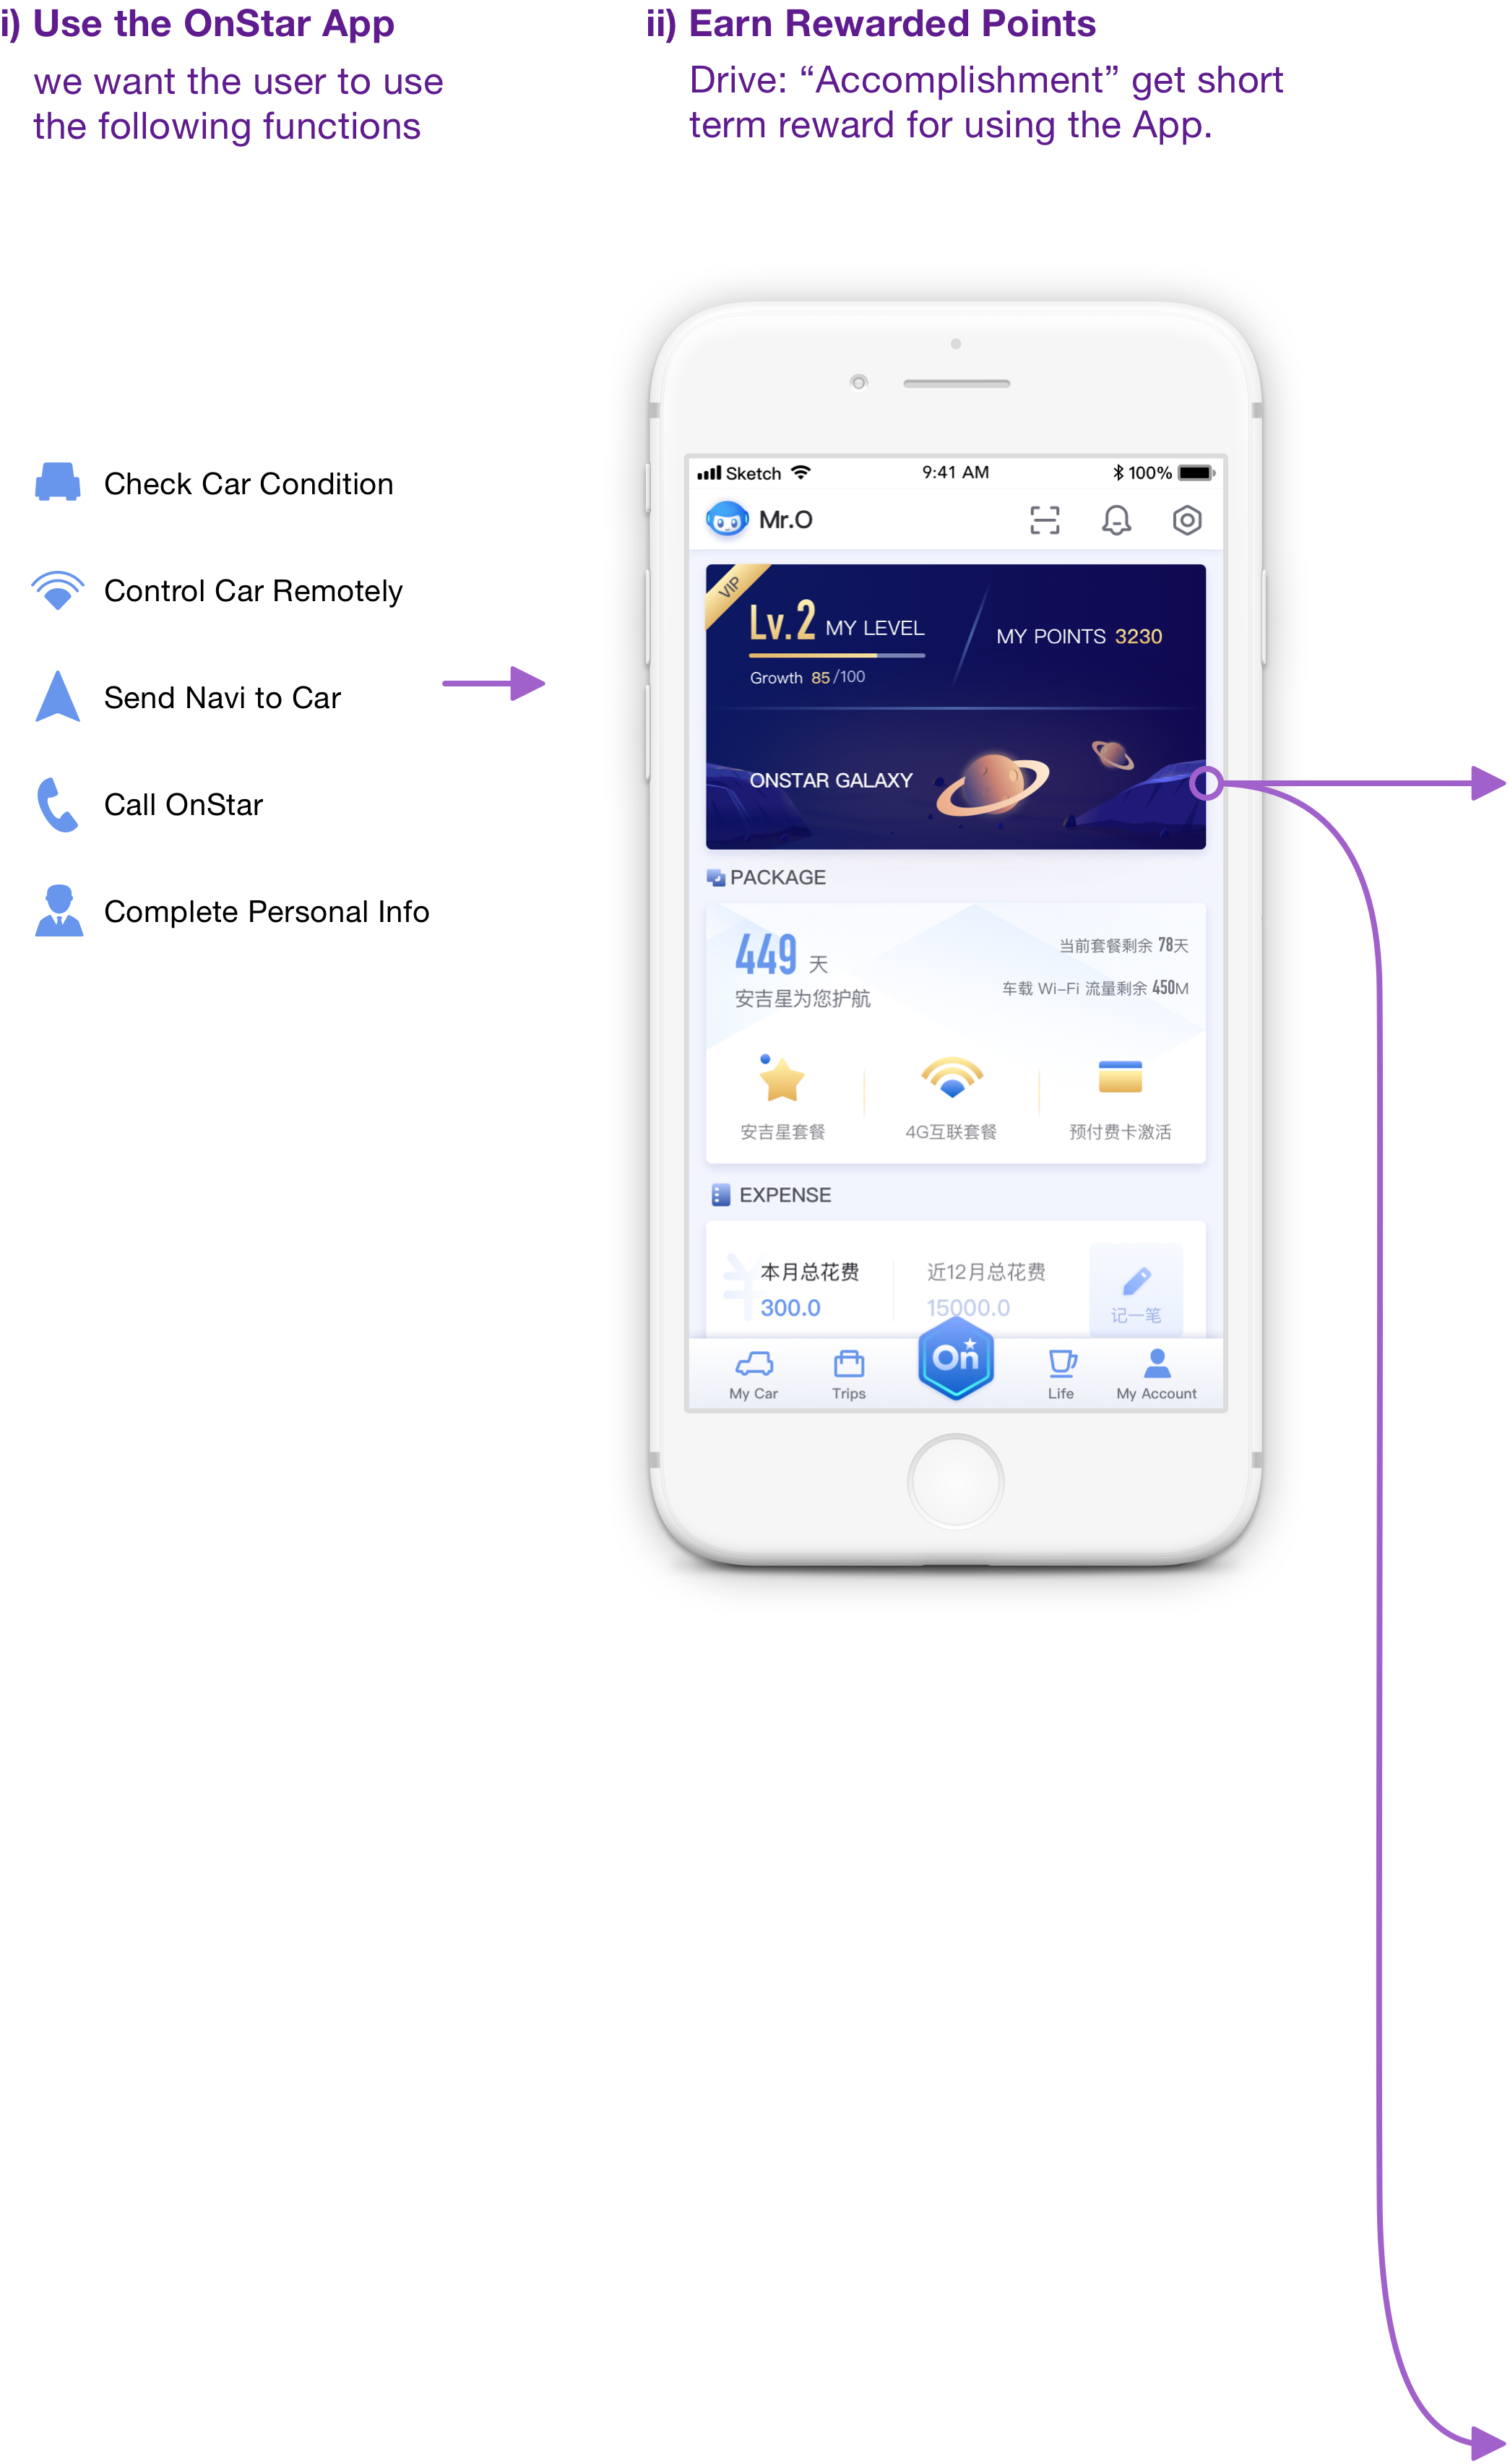 i) Use the OnStar App
we want the user to use
the following functions
ii) Earn Rewarded Points
Drive: “Accomplishment” get short
term reward for using the App.
Check Car Condition
Control Car Remotely
Send Navi to Car
Call OnStar
Complete Personal Info
Sketch 9:41 AM 100%
Mr.O
VIP
Lv.2 MY LEVEL
MY POINTS 3230
Growth 85/100
ONSTAR GALAXY
PACKAGE
449 天
安吉星为您护航
当前套餐剩余 78天
车载 Wi-Fi 流量剩余 450M
安吉星套餐
4G互联套餐
预付费卡激活
EXPENSE
¥
本月总花费
300.0
近12月总花费
15000.0
记一笔
My Car
Trips
On
Life
My Account